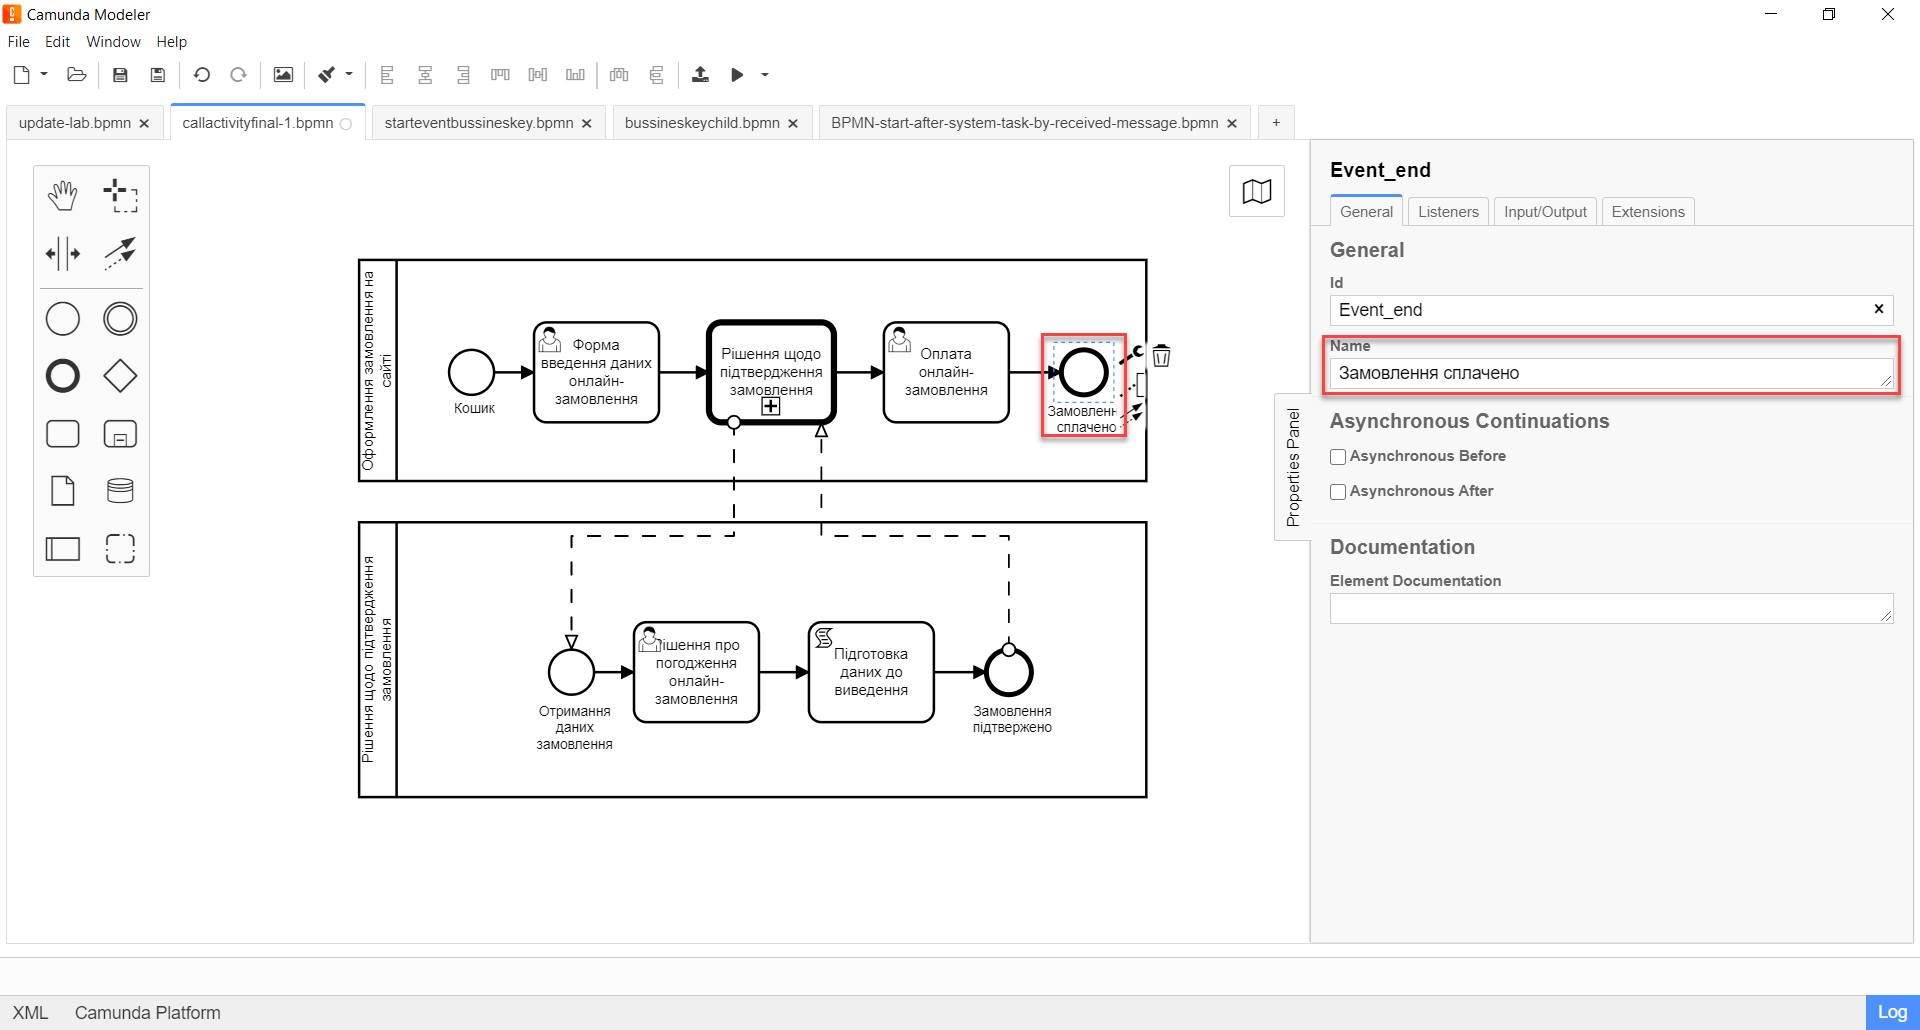 Camunda Modeler
File Edit Window Help
update-lab.bpmn
callactivityfinal-1.bpmn
starteventbussineskey.bpmn
bussineskeychild.bpmn
BPMN-start-after-system-task-by-received-message.bpmn
+
Оформлення замовлення на
сайті
Кошик
Форма
введення даних
онлайн-
замовлення
Рішення щодо
підтвердження
замовлення
Оплата
онлайн-
замовлення
Замовленн
сплачено
Рішення щодо підтвердження
замовлення
Отримання
даних
замовлення
ішення про
погодження
онлайн-
замовлення
Підготовка
даних до
виведення
Замовлення
підтвержено
Properties Panel
Event_end
General Listeners Input/Output Extensions
General
Id
Event_end
Name
Замовлення сплачено
Asynchronous Continuations
Asynchronous Before
Asynchronous After
Documentation
Element Documentation
XML Camunda Platform
Log